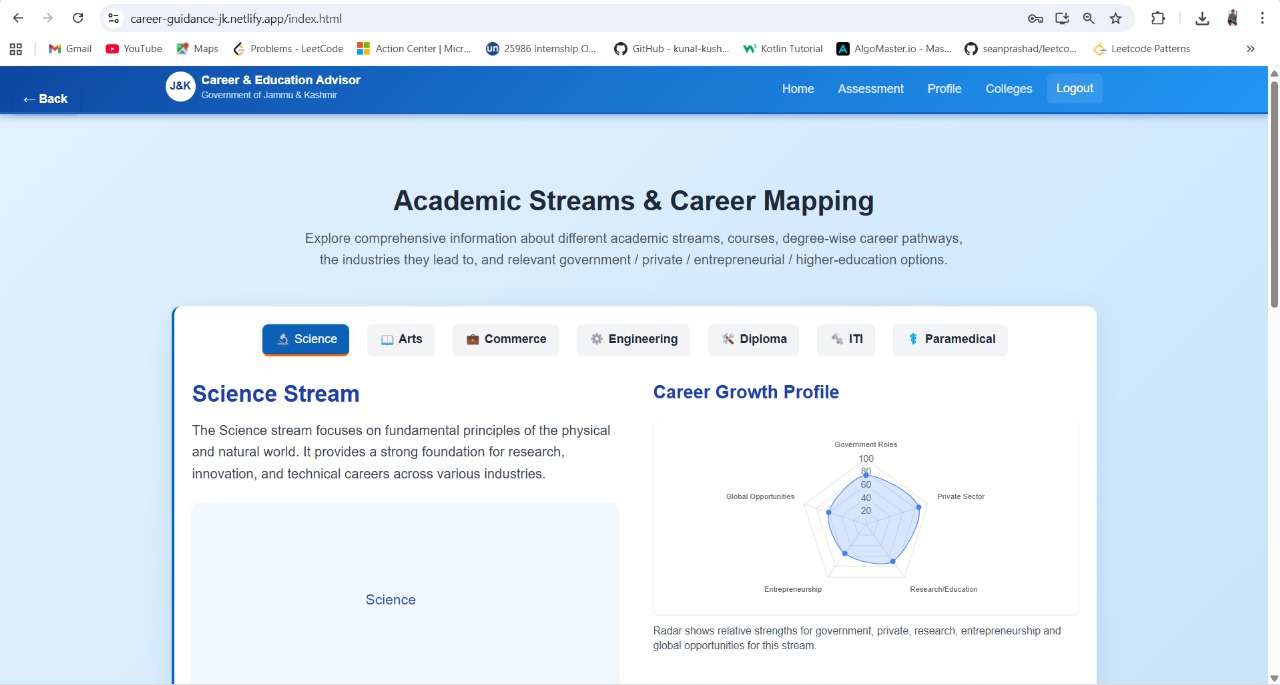 career-guidance-jk.netlify.app/index.html
Gmail
YouTube
Maps
Problems - LeetCode
Action Center | Micr...
un
25986 Internship O...
GitHub - kunal-kush...
Kotlin Tutorial
AlgoMaster.io - Mas...
seanprashad/leetco...
Leetcode Patterns
»
← Back
J&K
Career & Education Advisor
Government of Jammu & Kashmir
Home
Assessment
Profile
Colleges
Logout
Academic Streams & Career Mapping
Explore comprehensive information about different academic streams, courses, degree-wise career pathways,
the industries they lead to, and relevant government / private / entrepreneurial / higher-education options.
Science
Arts
Commerce
Engineering
Diploma
ITI
Paramedical
Science Stream
The Science stream focuses on fundamental principles of the physical
and natural world. It provides a strong foundation for research,
innovation, and technical careers across various industries.
Science
Career Growth Profile
Government Roles
100
80
60
40
20
Global Opportunities
Private Sector
Entrepreneurship
Research/Education
Radar shows relative strengths for government, private, research, entrepreneurship and
global opportunities for this stream.